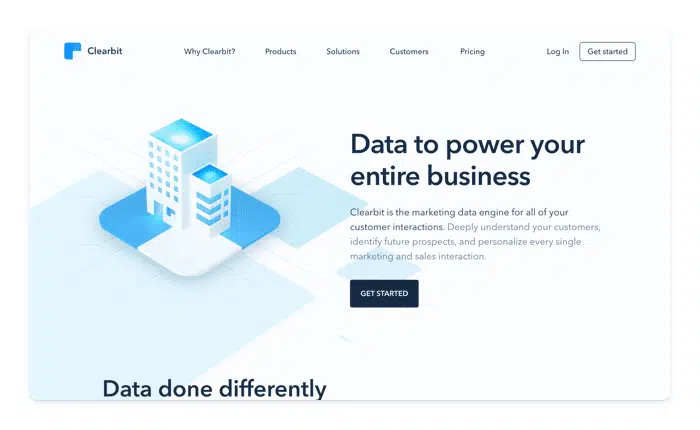 Clearbit
Why Clearbit? Products Solutions Customers Pricing Log In Get started
Data to power your
entire business
Clearbit is the marketing data engine for all of your
customer interactions. Deeply understand your customers,
identify future prospects, and personalize every single
marketing and sales interaction.
GET STARTED
Data done differently